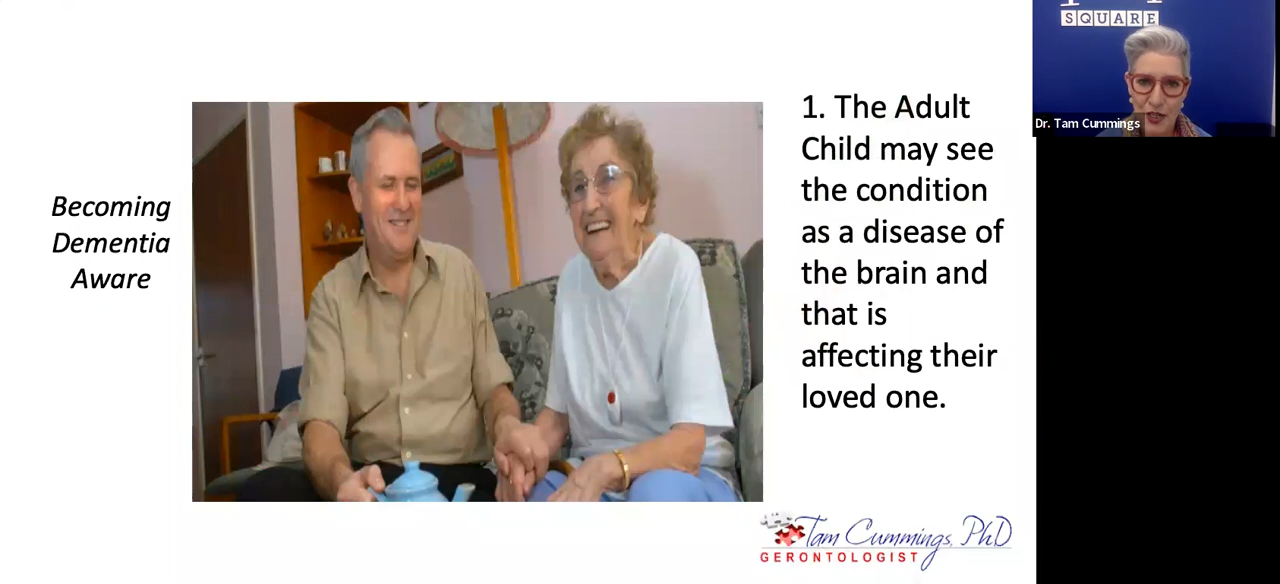 Becoming
Dementia
Aware
1. The Adult
Child may see
the condition
as a disease of
the brain and
that is
affecting their
loved one.
Tam Cummings, PhD
GERONTOLOGIST
SQUARE
Dr. Tam Cummings